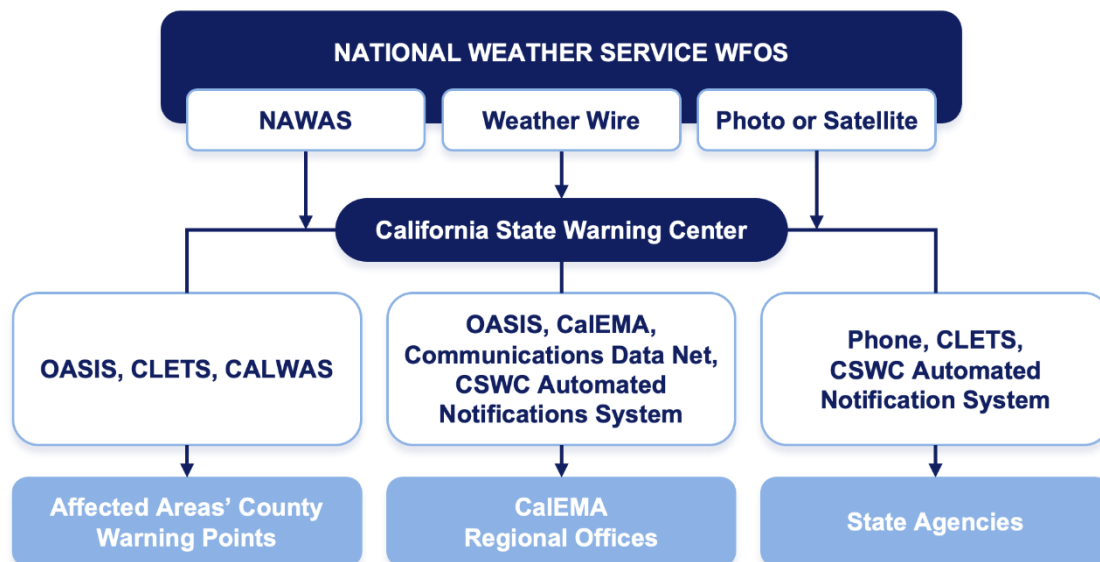 NATIONAL WEATHER SERVICE WFOS
NAWAS
Weather Wire
Photo or Satellite
California State Warning Center
OASIS, CLETS, CALWAS
OASIS, CalEMA,
Communications Data Net,
CSWC Automated
Notifications System
Phone, CLETS,
CSWC Automated
Notification System
Affected Areas’ County
Warning Points
CalEMA
Regional Offices
State Agencies